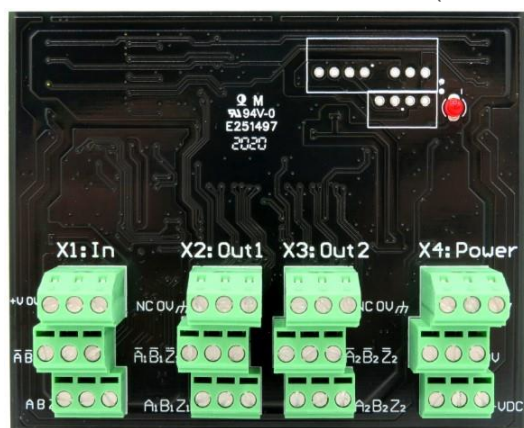 M
94V-0
E251497
2020
X1: In
X2: Out1
X3: Out2
X4: Power
+V 0V
NC 0V
NC 0V
A̅ B̅
A̅₁ B̅₁ Z̅₁
A̅₂ B̅₂ Z̅₂
A B Z
A₁ B₁ Z₁
A₂ B₂ Z₂
VDC